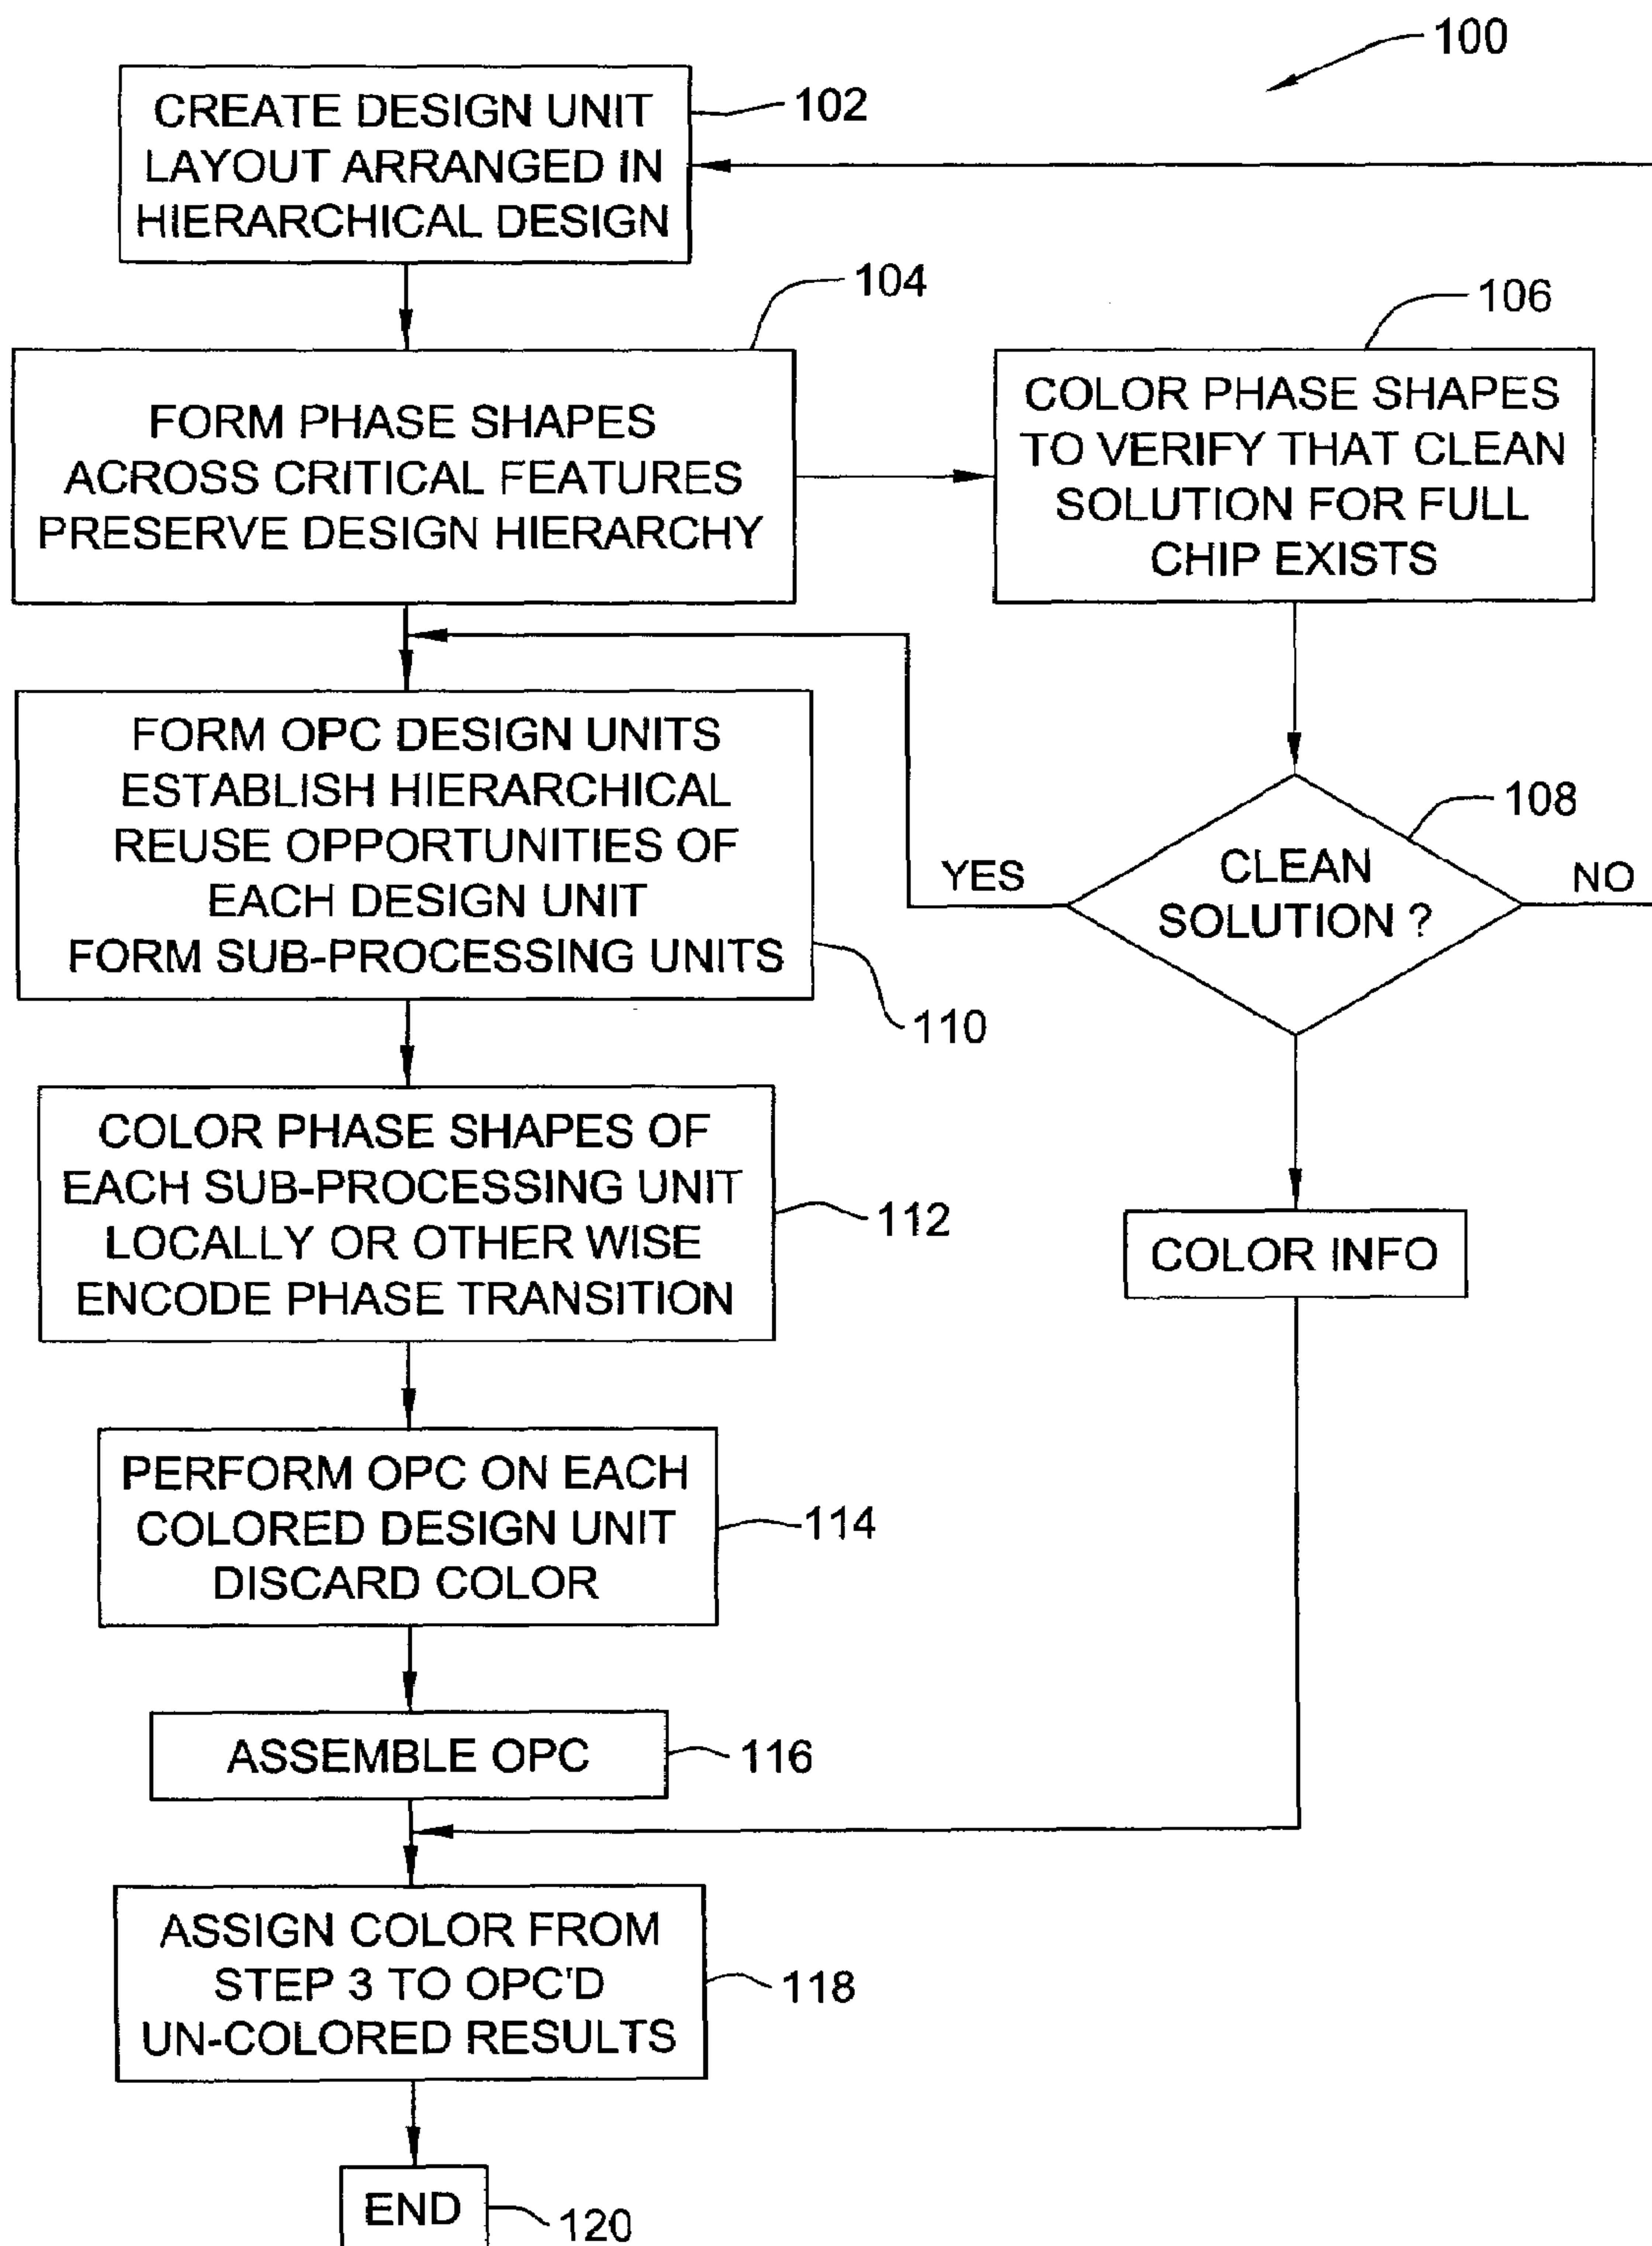 100
CREATE DESIGN UNIT
LAYOUT ARRANGED IN
HIERARCHICAL DESIGN
102
104
FORM PHASE SHAPES
ACROSS CRITICAL FEATURES
PRESERVE DESIGN HIERARCHY
106
COLOR PHASE SHAPES
TO VERIFY THAT CLEAN
SOLUTION FOR FULL
CHIP EXISTS
108
CLEAN
SOLUTION ?
YES
NO
FORM OPC DESIGN UNITS
ESTABLISH HIERARCHICAL
REUSE OPPORTUNITIES OF
EACH DESIGN UNIT
FORM SUB-PROCESSING UNITS
110
COLOR PHASE SHAPES OF
EACH SUB-PROCESSING UNIT
LOCALLY OR OTHER WISE
ENCODE PHASE TRANSITION
112
COLOR INFO
PERFORM OPC ON EACH
COLORED DESIGN UNIT
DISCARD COLOR
114
ASSEMBLE OPC
116
ASSIGN COLOR FROM
STEP 3 TO OPC'D
UN-COLORED RESULTS
118
END
120